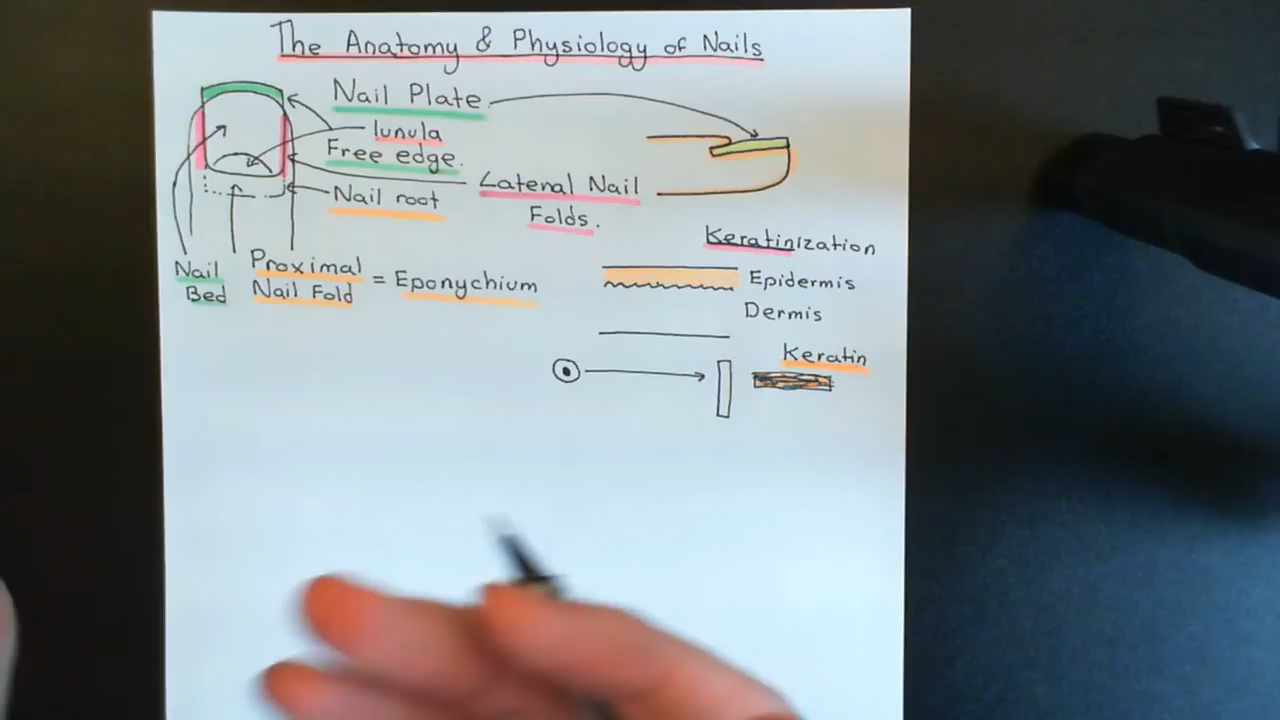 The Anatomy & Physiology of Nails
Nail Plate
lunula
Free edge.
Nail root
Lateral Nail
Folds.
Nail
Bed
Proximal
Nail Fold
= Eponychium
Keratinization
Epidermis
Dermis
Keratin